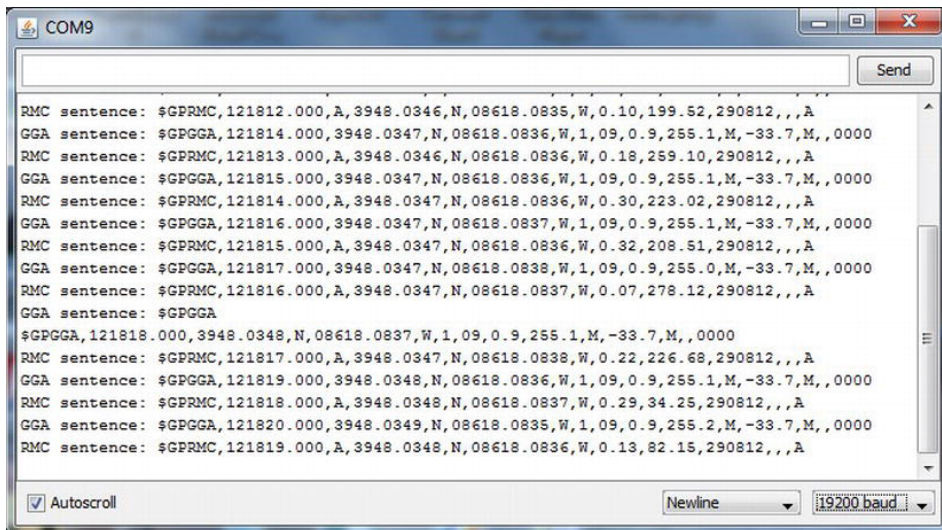 COM9
Send
RMC sentence: $GPRMC,121812.000,A,3948.0346,N,08618.0835,W,0.10,199.52,290812,,,A
GGA sentence: $GPGGA,121814.000,3948.0347,N,08618.0836,W,1,09,0.9,255.1,M,-33.7,M,,0000
RMC sentence: $GPRMC,121813.000,A,3948.0346,N,08618.0836,W,0.18,259.10,290812,,,A
GGA sentence: $GPGGA,121815.000,3948.0347,N,08618.0836,W,1,09,0.9,255.1,M,-33.7,M,,0000
RMC sentence: $GPRMC,121814.000,A,3948.0347,N,08618.0836,W,0.30,223.02,290812,,,A
GGA sentence: $GPGGA,121816.000,3948.0347,N,08618.0837,W,1,09,0.9,255.1,M,-33.7,M,,0000
RMC sentence: $GPRMC,121815.000,A,3948.0347,N,08618.0836,W,0.32,208.51,290812,,,A
GGA sentence: $GPGGA,121817.000,3948.0347,N,08618.0838,W,1,09,0.9,255.0,M,-33.7,M,,0000
RMC sentence: $GPRMC,121816.000,A,3948.0347,N,08618.0837,W,0.07,278.12,290812,,,A
GGA sentence: $GPGGA
$GPGGA,121818.000,3948.0348,N,08618.0837,W,1,09,0.9,255.1,M,-33.7,M,,0000
RMC sentence: $GPRMC,121817.000,A,3948.0347,N,08618.0838,W,0.22,226.68,290812,,,A
GGA sentence: $GPGGA,121819.000,3948.0348,N,08618.0836,W,1,09,0.9,255.1,M,-33.7,M,,0000
RMC sentence: $GPRMC,121818.000,A,3948.0348,N,08618.0837,W,0.29,34.25,290812,,,A
GGA sentence: $GPGGA,121820.000,3948.0349,N,08618.0835,W,1,09,0.9,255.2,M,-33.7,M,,0000
RMC sentence: $GPRMC,121819.000,A,3948.0348,N,08618.0836,W,0.13,82.15,290812,,,A
Autoscroll
Newline
19200 baud